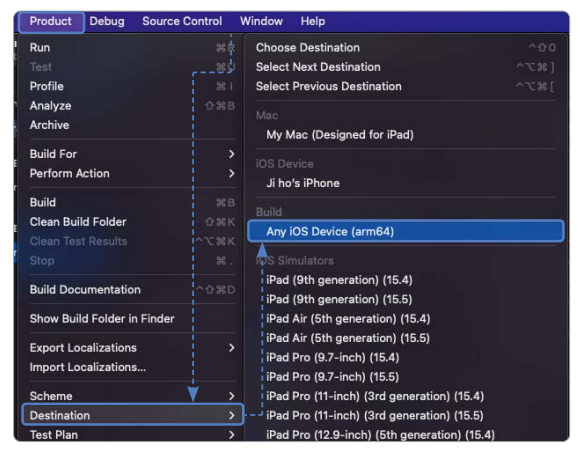 Product Debug Source Control Window Help
Run ⌘R
Test ⌘U
Profile ⌘I
Analyze ⇧⌘B
Archive
Build For >
Perform Action >
Build ⌘B
Clean Build Folder ⇧⌘K
Clean Test Results ^⌥⌘K
Stop ⌘.
Build Documentation ^⇧⌘D
Show Build Folder in Finder
Export Localizations >
Import Localizations...
Scheme >
Destination >
Test Plan >
Choose Destination ^⇧0
Select Next Destination ^⌥⌘]
Select Previous Destination ^⌥⌘[
Mac
My Mac (Designed for iPad)
iOS Device
Ji ho's iPhone
Build
Any iOS Device (arm64)
iOS Simulators
iPad (9th generation) (15.4)
iPad (9th generation) (15.5)
iPad Air (5th generation) (15.4)
iPad Air (5th generation) (15.5)
iPad Pro (9.7-inch) (15.4)
iPad Pro (9.7-inch) (15.5)
iPad Pro (11-inch) (3rd generation) (15.4)
iPad Pro (11-inch) (3rd generation) (15.5)
iPad Pro (12.9-inch) (5th generation) (15.4)